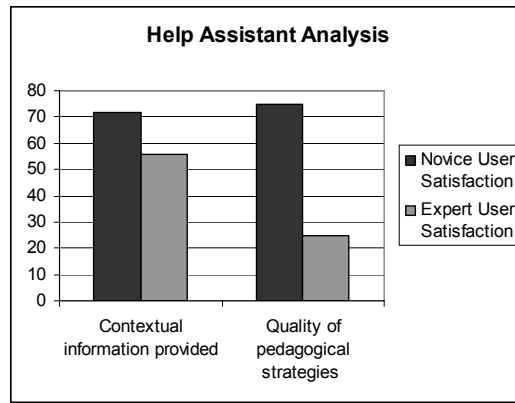 Help Assistant Analysis
80
70
60
50
40
30
20
10
0
Contextual
information provided
Quality of
pedagogical
strategies
Novice User
Satisfaction
Expert User
Satisfaction